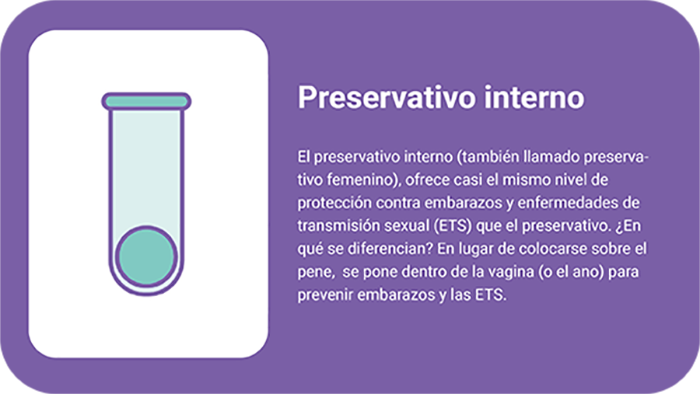 Preservativo interno
El preservativo interno (también llamado preserva-
tivo femenino), ofrece casi el mismo nivel de
protección contra embarazos y enfermedades de
transmisión sexual (ETS) que el preservativo. ¿En
qué se diferencian? En lugar de colocarse sobre el
pene, se pone dentro de la vagina (o el ano) para
prevenir embarazos y las ETS.